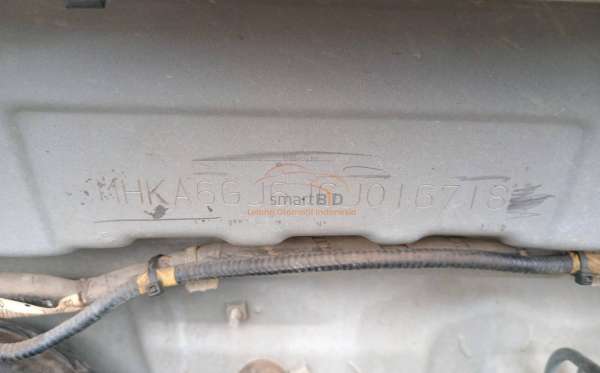 MHKA6GJ6JGJ016718
smartBID
Lelang Otomotif Indonesia